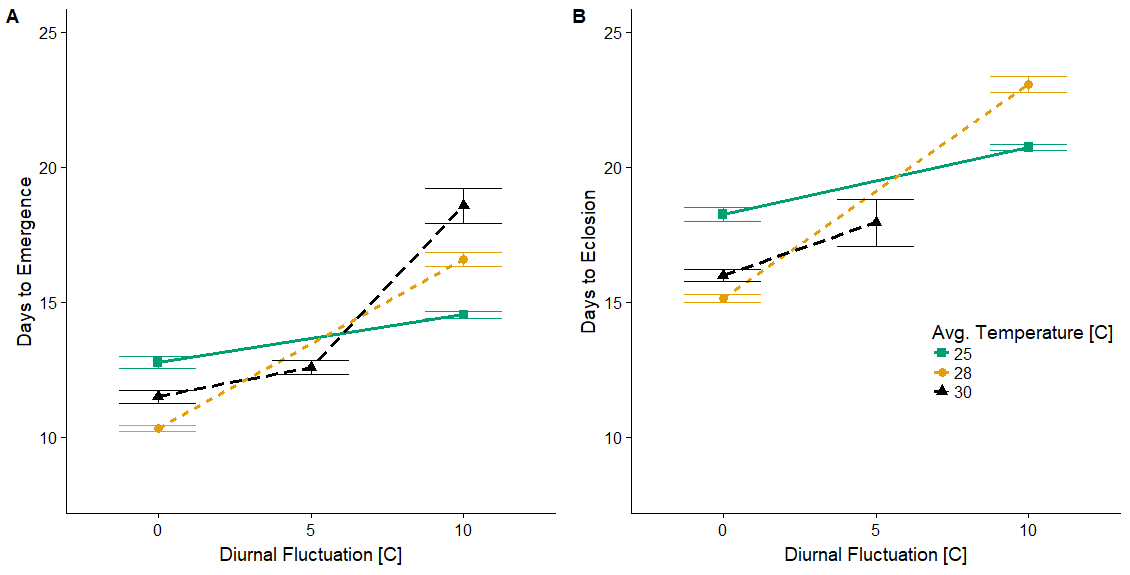 A
25
20
15
10
Days to Emergence
0 5 10
Diurnal Fluctuation [C]
B
25
20
15
10
Days to Eclosion
Avg. Temperature [C]
25
28
30
0 5 10
Diurnal Fluctuation [C]